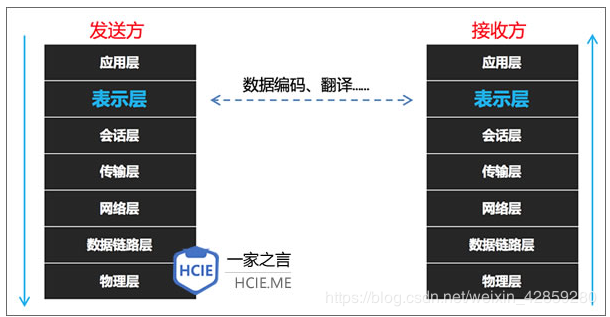 发送方
接收方
应用层
表示层
会话层
传输层
网络层
数据链路层
物理层
数据编码、翻译......
应用层
表示层
会话层
传输层
网络层
数据链路层
物理层
HCIE
一家之言
HCIE.ME
https://blog.csdn.net/weixin_42859280